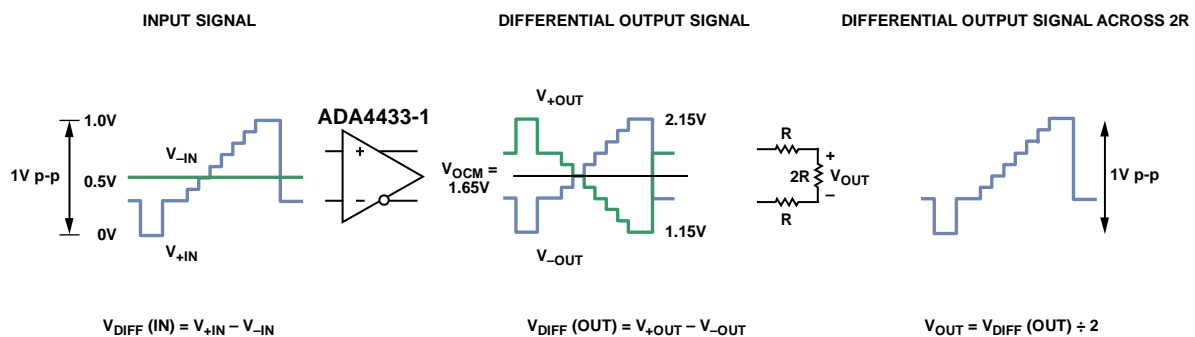 INPUT SIGNAL
DIFFERENTIAL OUTPUT SIGNAL
DIFFERENTIAL OUTPUT SIGNAL ACROSS 2R
1V p-p
1.0V
0.5V
0V
V–IN
V+IN
ADA4433-1
+
–
V+OUT
VOCM =
1.65V
V–OUT
2.15V
1.15V
R
2R
R
+
VOUT
–
1V p-p
VDIFF (IN) = V+IN – V–IN
VDIFF (OUT) = V+OUT – V–OUT
VOUT = VDIFF (OUT) ÷ 2